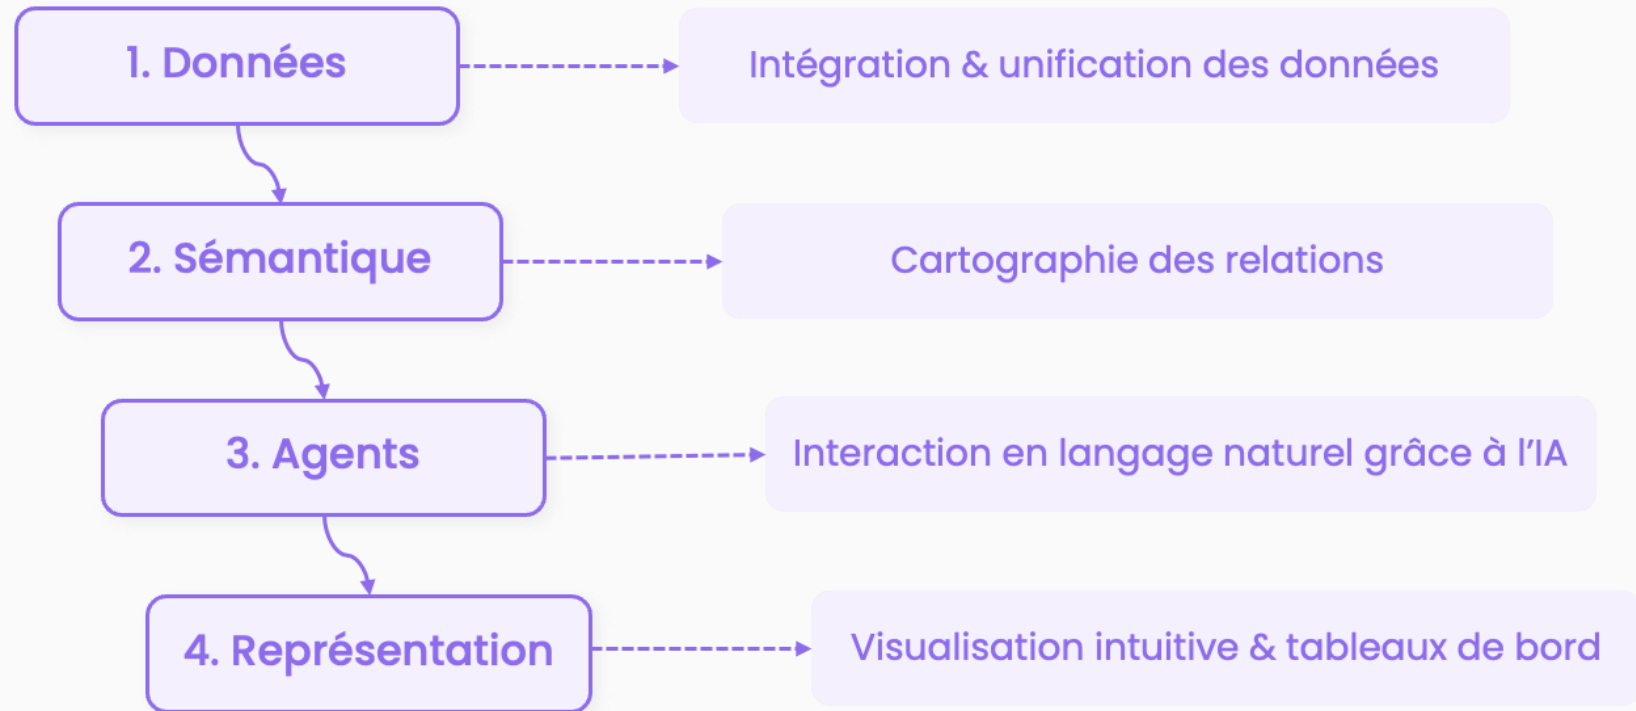 1. Données
Intégration & unification des données
2. Sémantique
Cartographie des relations
3. Agents
Interaction en langage naturel grâce à l’IA
4. Représentation
Visualisation intuitive & tableaux de bord